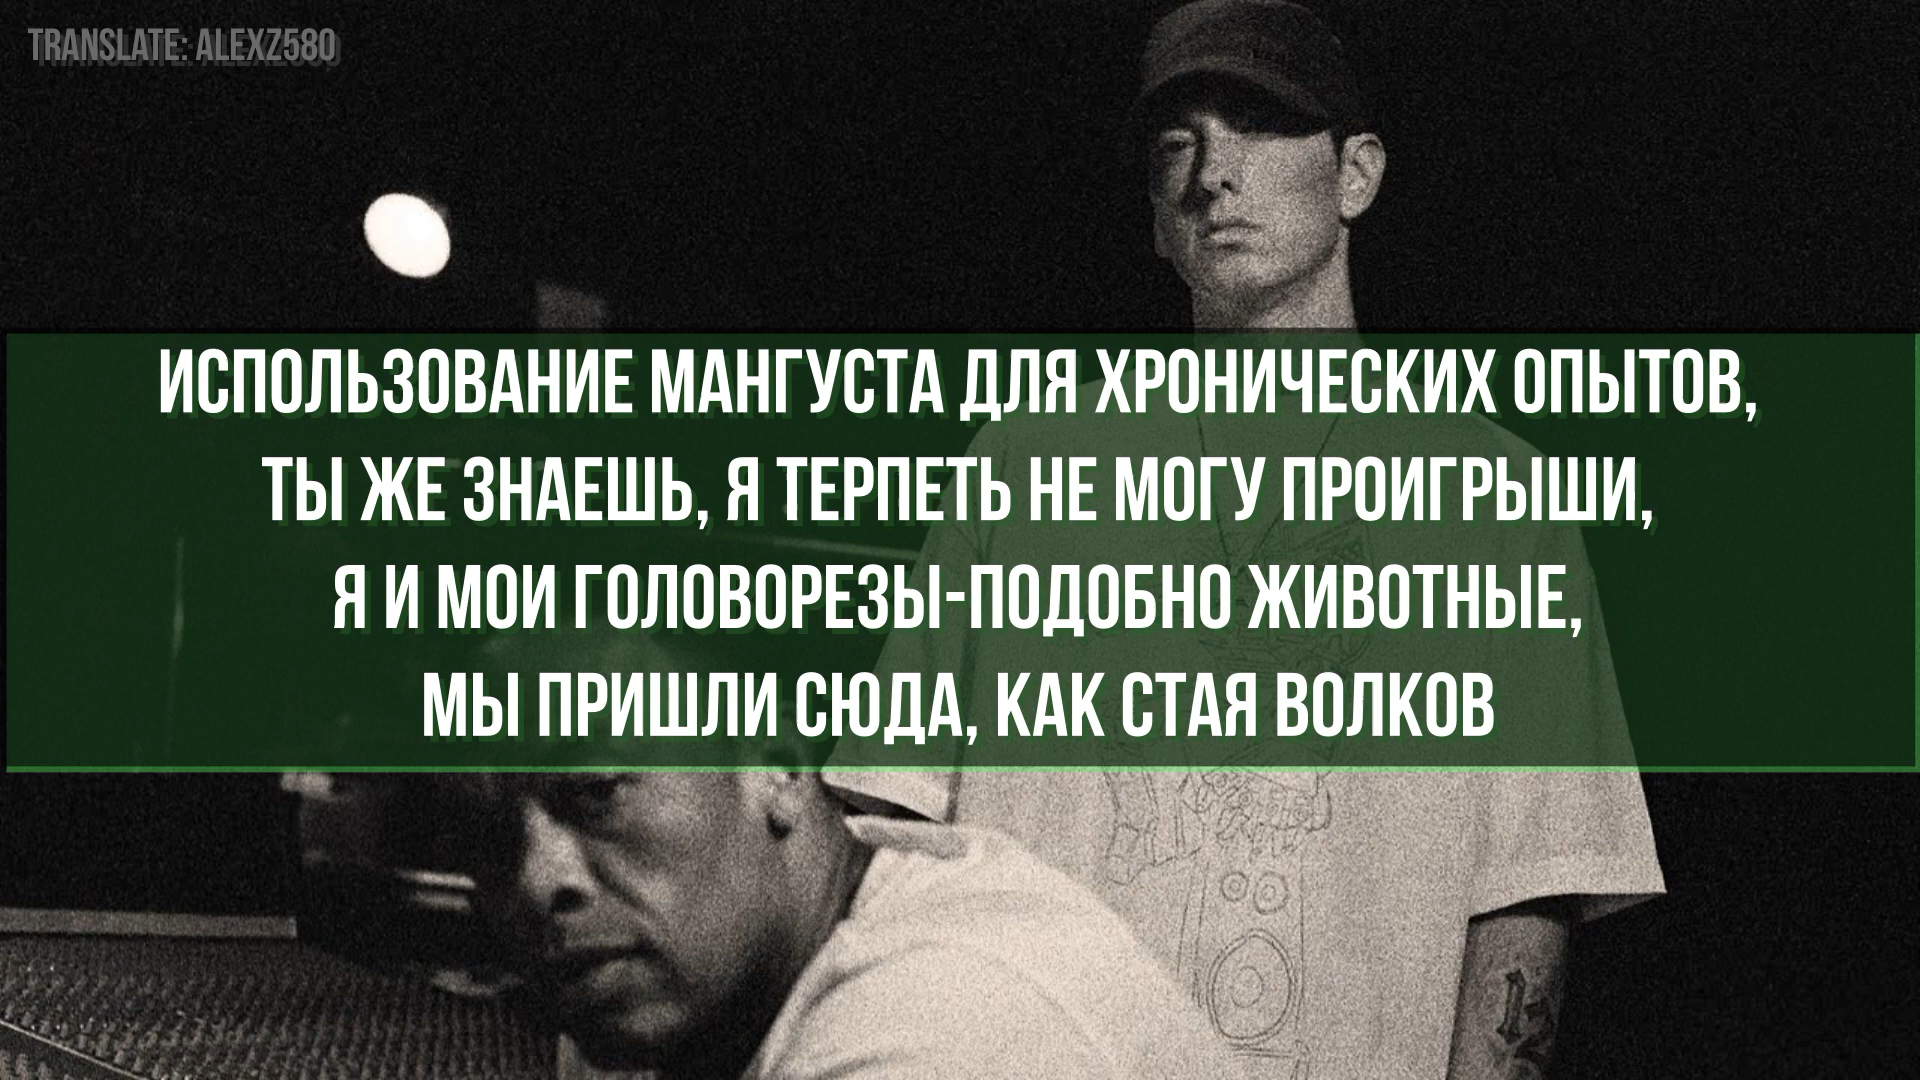 TRANSLATE: ALEXZ580
ИСПОЛЬЗОВАНИЕ МАНГУСТА ДЛЯ ХРОНИЧЕСКИХ ОПЫТОВ,
ТЫ ЖЕ ЗНАЕШЬ, Я ТЕРПЕТЬ НЕ МОГУ ПРОИГРЫШИ,
Я И МОИ ГОЛОВОРЕЗЫ-ПОДОБНО ЖИВОТНЫЕ,
МЫ ПРИШЛИ СЮДА, КАК СТАЯ ВОЛКОВ